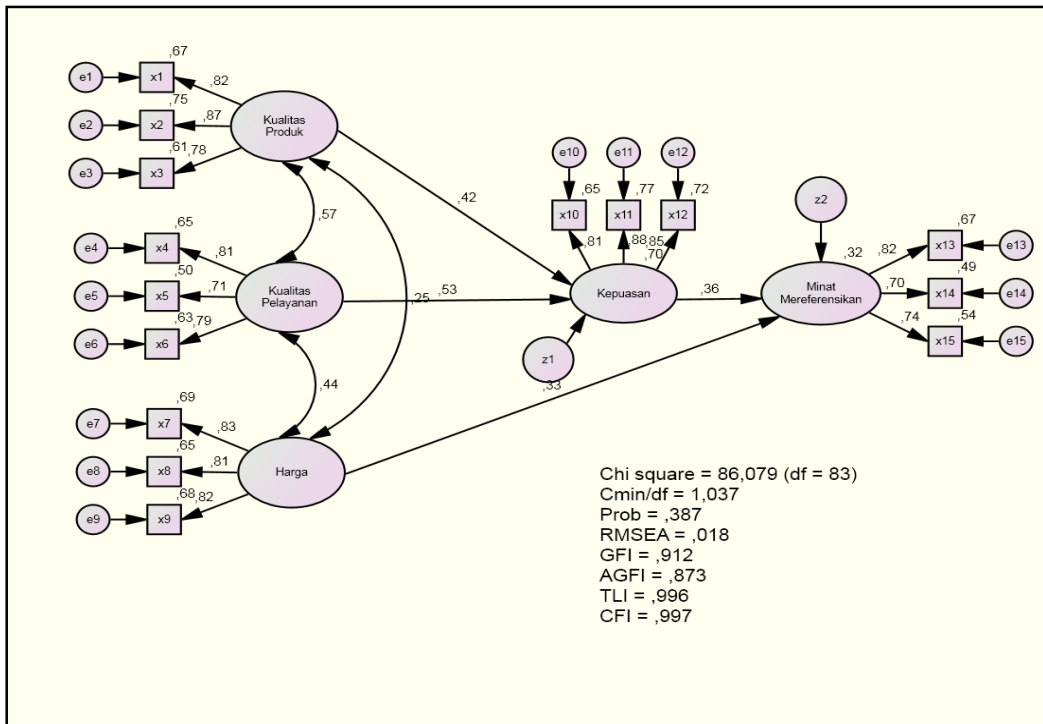 ,67
e1
x1
,82
,75
e2
x2
,87
,61
e3
x3
,78
Kualitas
Produk
,42
,57
,25
,65
e4
x4
,81
,50
e5
x5
,71
,63
e6
x6
,79
Kualitas
Pelayanan
,53
,44
,69
e7
x7
,83
,65
e8
x8
,81
,68
e9
x9
,82
Harga
,33
e10
e11
e12
,65
,77
,72
x10
x11
x12
,81
,88
,85
,70
Kepuasan
z1
,36
z2
,32
Minat
Mereferensikan
,67
,82
x13
e13
,49
,70
x14
e14
,54
,74
x15
e15
Chi square = 86,079 (df = 83)
Cmin/df = 1,037
Prob = ,387
RMSEA = ,018
GFI = ,912
AGFI = ,873
TLI = ,996
CFI = ,997